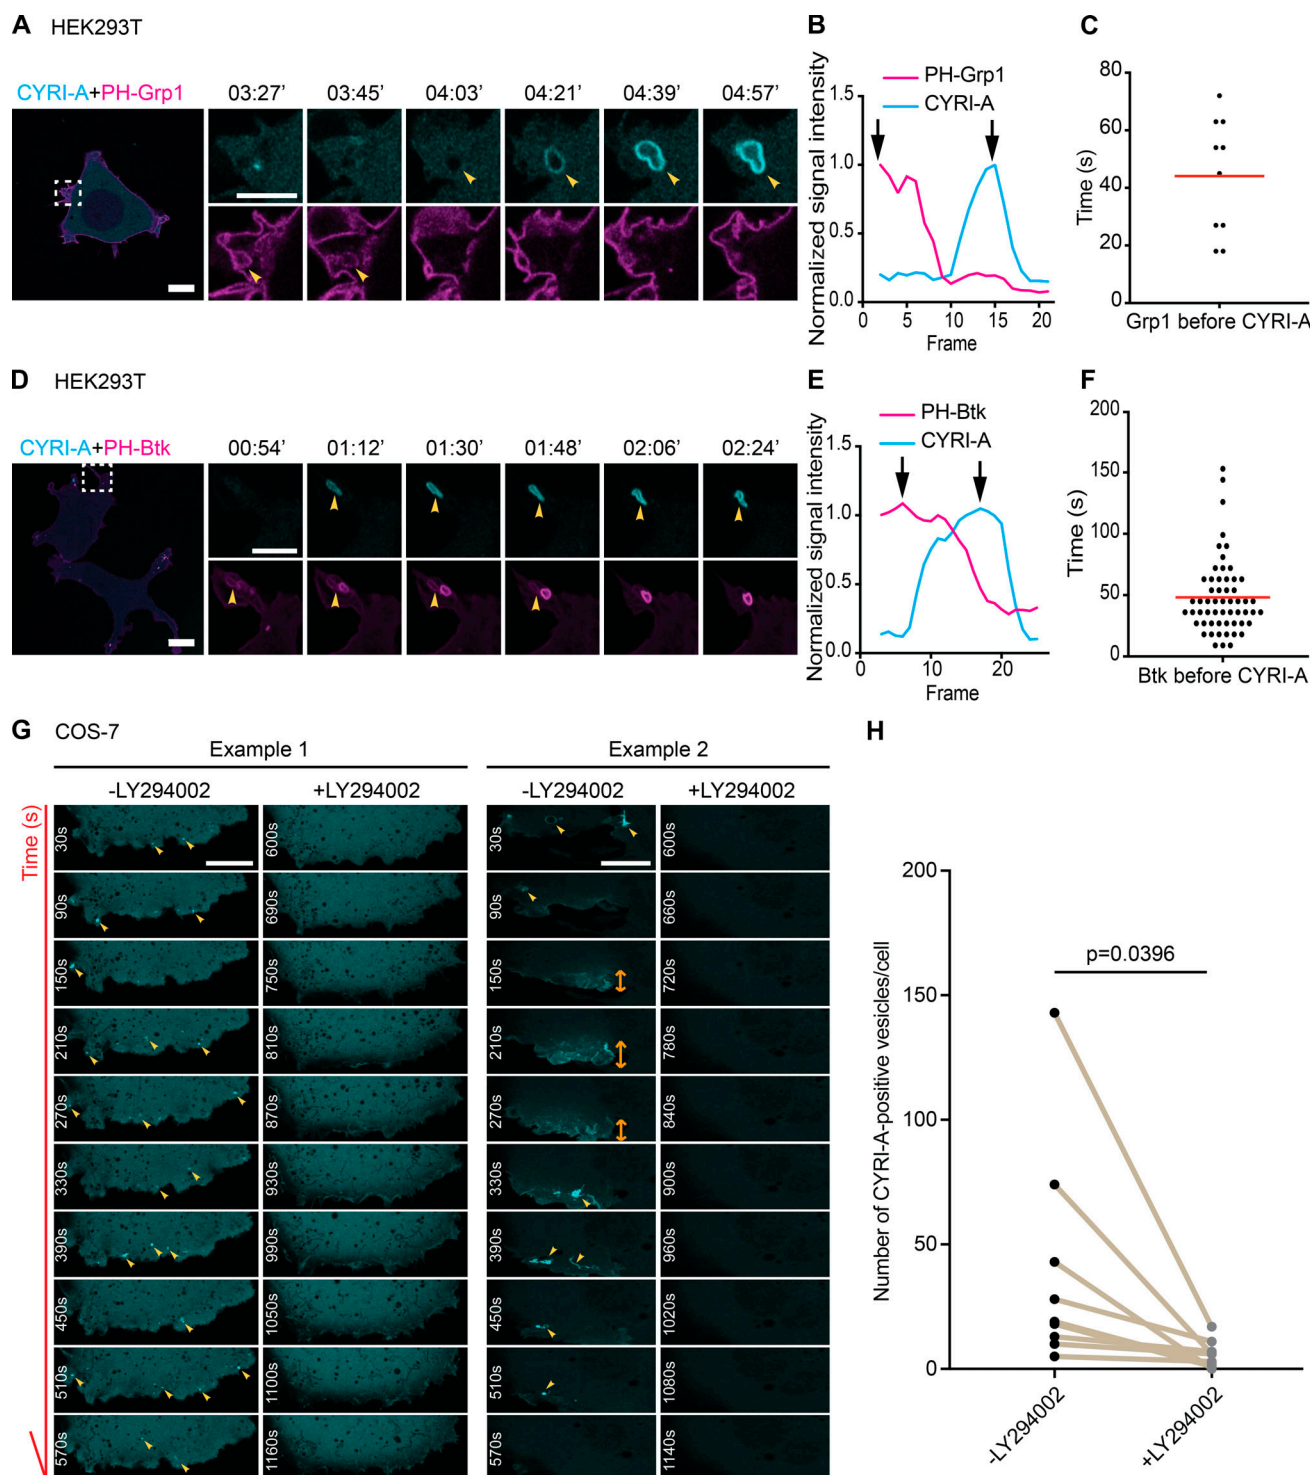 A HEK293T
CYRI-A+PH-Grp1
03:27’ 03:45’ 04:03’ 04:21’ 04:39’ 04:57’
B
PH-Grp1
CYRI-A
Normalized signal intensity
1.5
1.0
0.5
0.0
0 5 10 15 20
Frame
C
Time (s)
80
60
40
20
0
Grp1 before CYRI-A
D HEK293T
CYRI-A+PH-Btk
00:54’ 01:12’ 01:30’ 01:48’ 02:06’ 02:24’
E
PH-Btk
CYRI-A
Normalized signal intensity
1.5
1.0
0.5
0.0
0 10 20
Frame
F
Time (s)
200
150
100
50
0
Btk before CYRI-A
G COS-7
Example 1 Example 2
-LY294002 +LY294002 -LY294002 +LY294002
Time (s)
30s 600s 30s 600s
90s 690s 90s 660s
150s 750s 150s 720s
210s 810s 210s 780s
270s 870s 270s 840s
330s 930s 330s 900s
390s 990s 390s 960s
450s 1050s 450s 1020s
510s 1100s 510s 1080s
570s 1160s 570s 1140s
H
Number of CYRI-A-positive vesicles/cell
200
150
100
50
0
p=0.0396
-LY294002 +LY294002